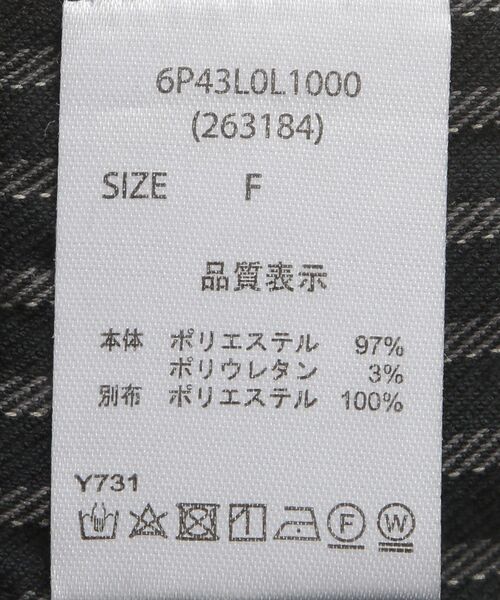 6P43L0L1000
(263184)
SIZE F
品質表示
本体 ポリエステル 97%
ポリウレタン 3%
別布 ポリエステル 100%
Y731
F W